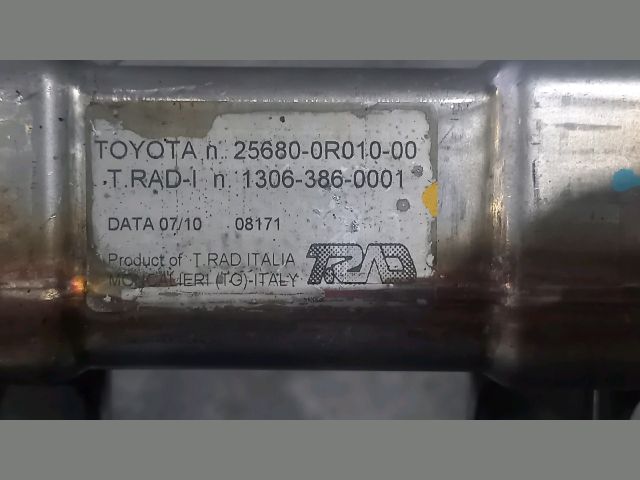 TOYOTA n. 25680-0R010-00
T.RAD-I n. 1306-386-0001
DATA 07/10 08171
Product of T.RAD ITALIA
MONCALIERI (TO)-ITALY
TRAD